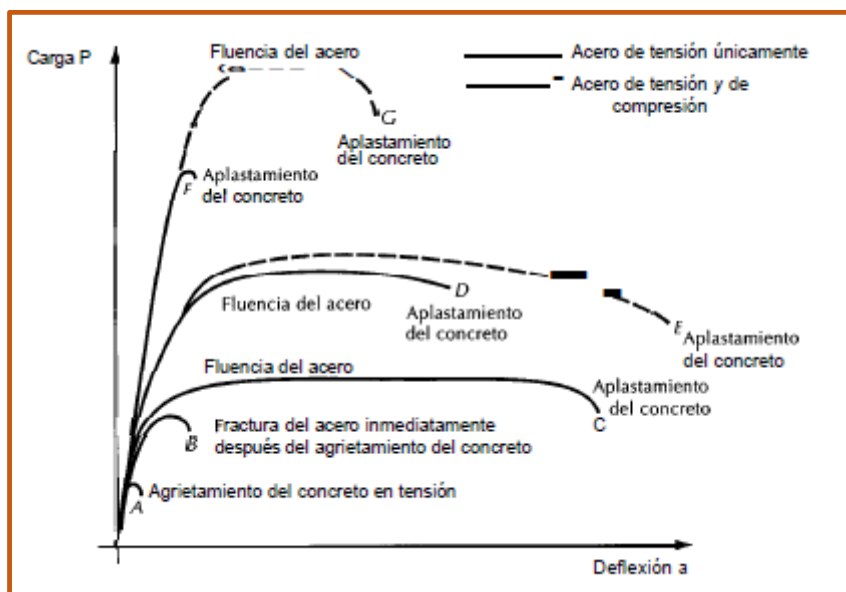 Carga P
Fluencia del acero
Acero de tensión únicamente
Acero de tensión y de
compresión
G
Aplastamiento
del concreto
F
Aplastamiento
del concreto
Fluencia del acero
D
Aplastamiento
del concreto
E
Aplastamiento
del concreto
Fluencia del acero
Aplastamiento
del concreto
C
Fractura del acero inmediatamente
después del agrietamiento del concreto
B
Agrietamiento del concreto en tensión
A
Deflexión a